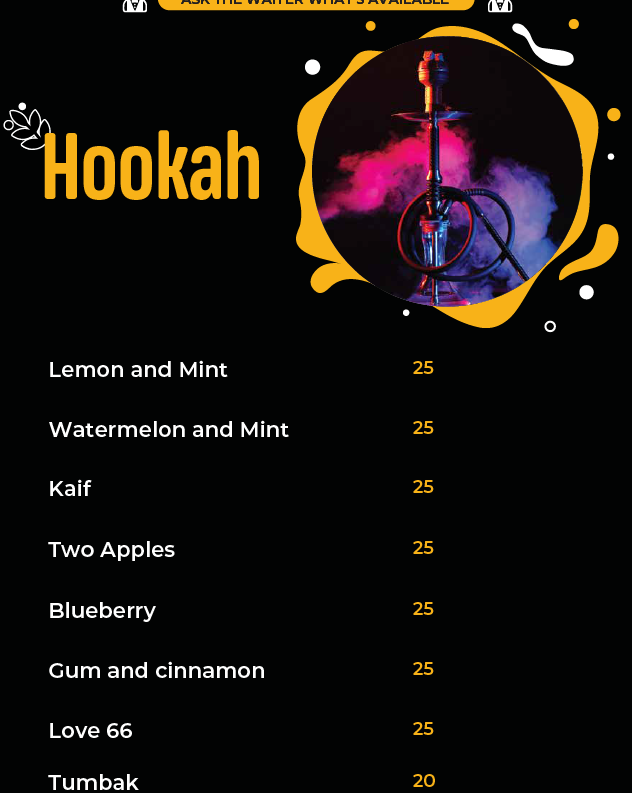 ASK THE WAITER WHAT'S AVAILABLE
Hookah
Lemon and Mint 25
Watermelon and Mint 25
Kaif 25
Two Apples 25
Blueberry 25
Gum and cinnamon 25
Love 66 25
Tumbak 20